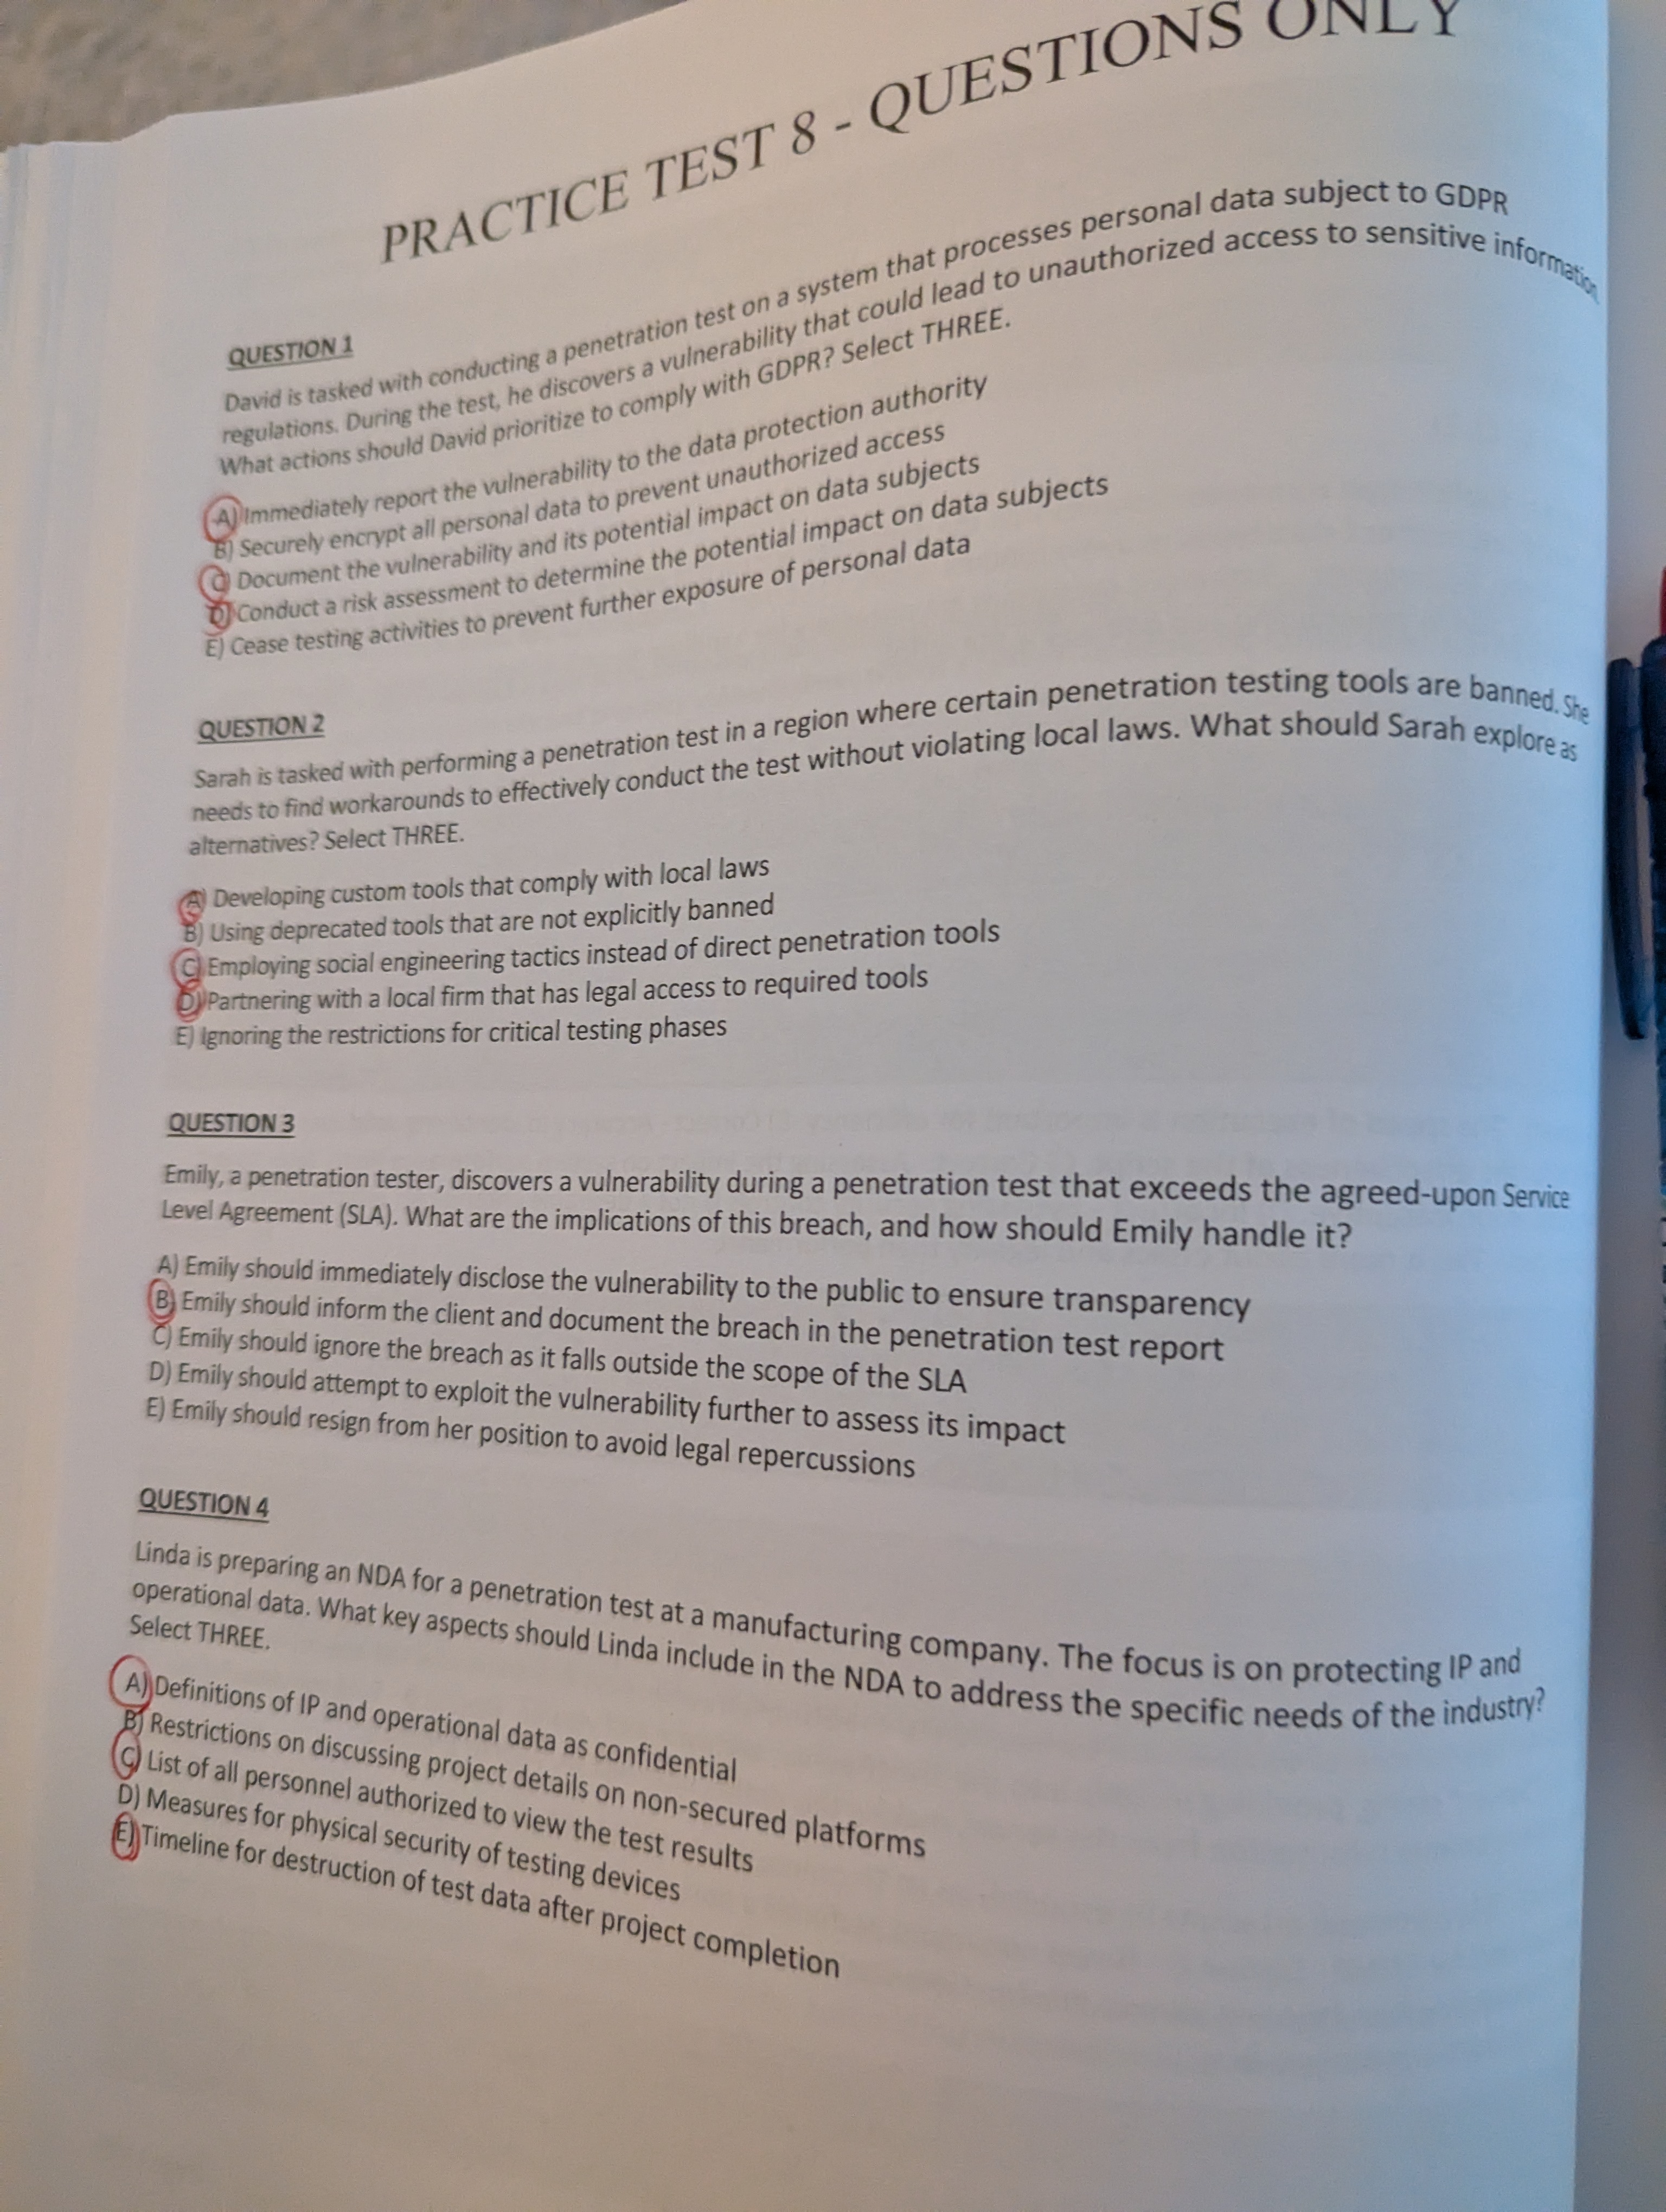 PRACTICE TEST 8 - QUESTIONS ONLY
QUESTION 1
David is tasked with conducting a penetration test on a system that processes personal data subject to GDPR
regulations. During the test, he discovers a vulnerability that could lead to unauthorized access to sensitive information.
What actions should David prioritize to comply with GDPR? Select THREE.
A) Immediately report the vulnerability to the data protection authority
B) Securely encrypt all personal data to prevent unauthorized access
C) Document the vulnerability and its potential impact on data subjects
D) Conduct a risk assessment to determine the potential impact on data subjects
E) Cease testing activities to prevent further exposure of personal data
QUESTION 2
Sarah is tasked with performing a penetration test in a region where certain penetration testing tools are banned. She
needs to find workarounds to effectively conduct the test without violating local laws. What should Sarah explore as
alternatives? Select THREE.
A) Developing custom tools that comply with local laws
B) Using deprecated tools that are not explicitly banned
C) Employing social engineering tactics instead of direct penetration tools
D) Partnering with a local firm that has legal access to required tools
E) Ignoring the restrictions for critical testing phases
QUESTION 3
Emily, a penetration tester, discovers a vulnerability during a penetration test that exceeds the agreed-upon Service
Level Agreement (SLA). What are the implications of this breach, and how should Emily handle it?
A) Emily should immediately disclose the vulnerability to the public to ensure transparency
B) Emily should inform the client and document the breach in the penetration test report
C) Emily should ignore the breach as it falls outside the scope of the SLA
D) Emily should attempt to exploit the vulnerability further to assess its impact
E) Emily should resign from her position to avoid legal repercussions
QUESTION 4
Linda is preparing an NDA for a penetration test at a manufacturing company. The focus is on protecting IP and
operational data. What key aspects should Linda include in the NDA to address the specific needs of the industry?
Select THREE.
A) Definitions of IP and operational data as confidential
B) Restrictions on discussing project details on non-secured platforms
C) List of all personnel authorized to view the test results
D) Measures for physical security of testing devices
E) Timeline for destruction of test data after project completion